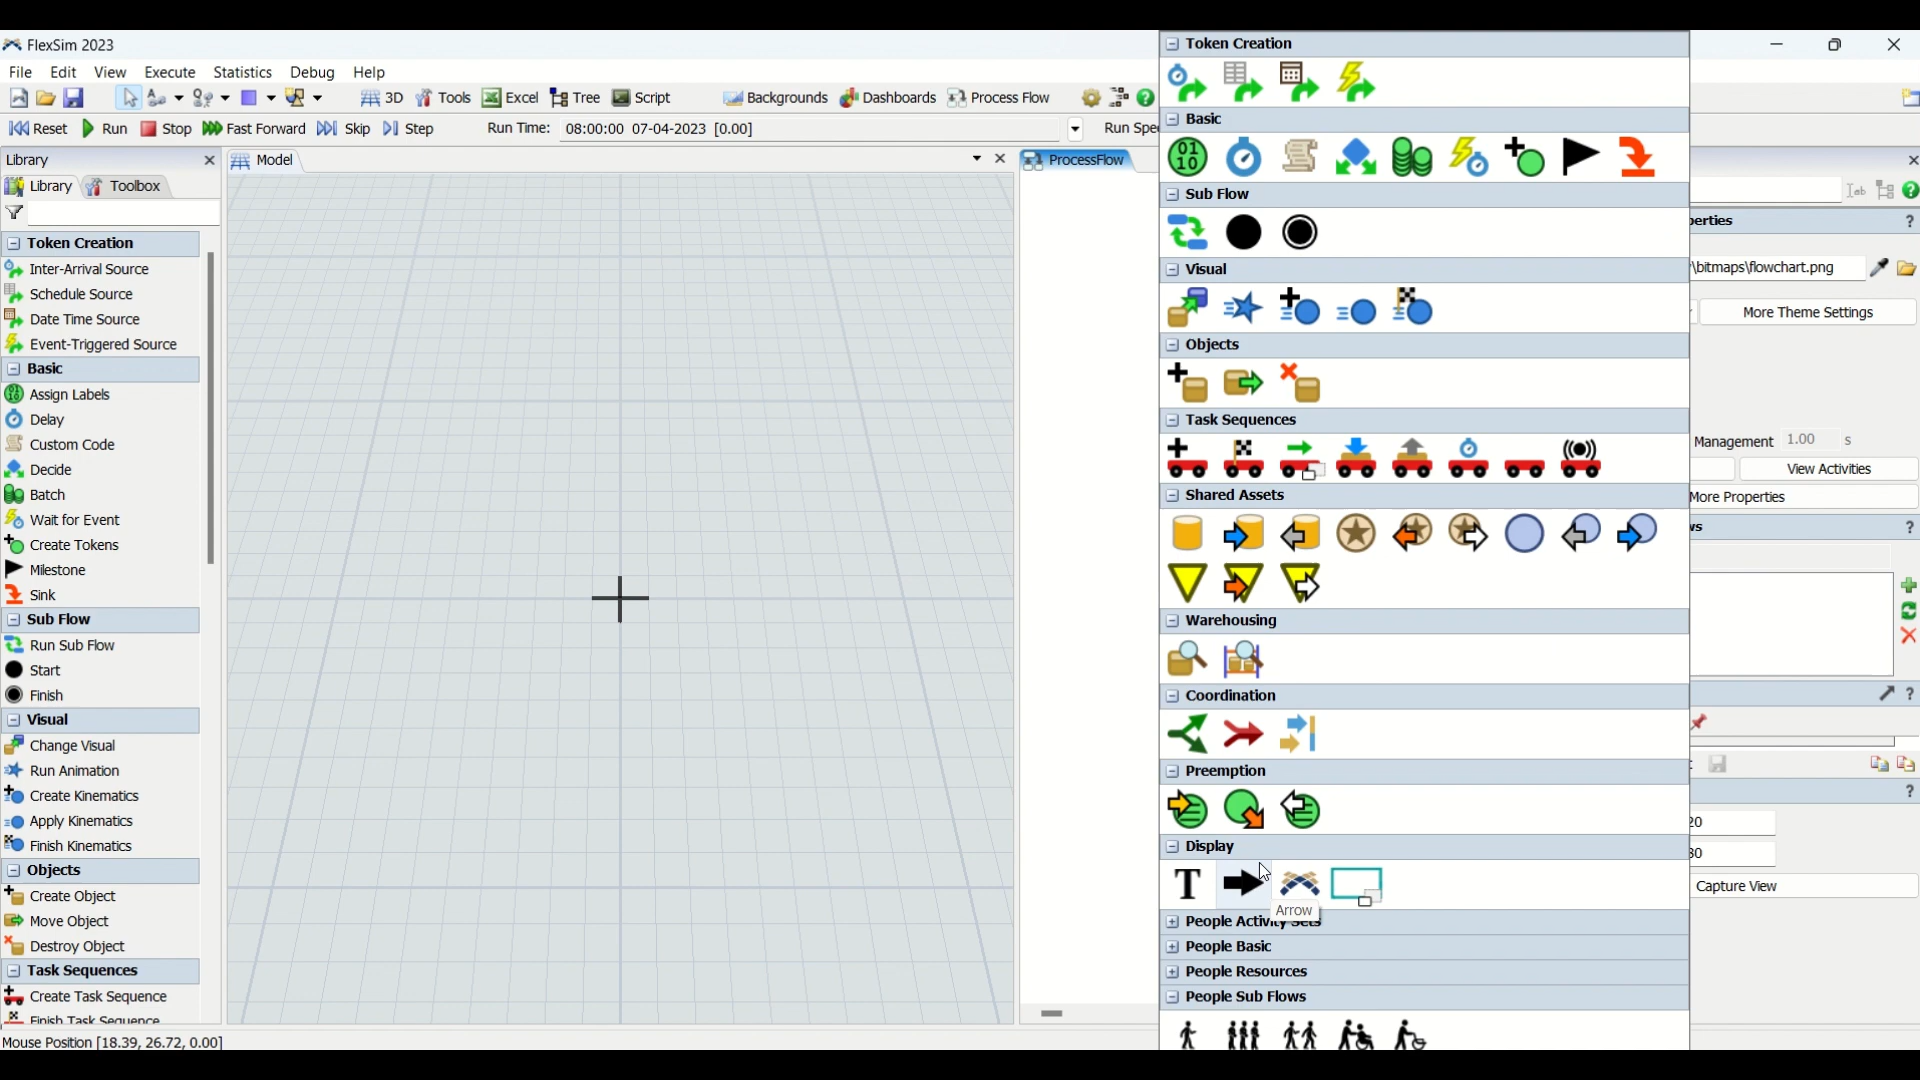 FlexSim 2023
File Edit View Execute Statistics Debug Help
3D Tools Excel Tree Script Backgrounds Dashboards Process Flow
Reset Run Stop Fast Forward Skip Step Run Time: 08:00:00 07-04-2023 [0.00] Run Spee
Library
Library Toolbox
Token Creation
Inter-Arrival Source
Schedule Source
Date Time Source
Event-Triggered Source
Basic
Assign Labels
Delay
Custom Code
Decide
Batch
Wait for Event
Create Tokens
Milestone
Sink
Sub Flow
Run Sub Flow
Start
Finish
Visual
Change Visual
Run Animation
Create Kinematics
Apply Kinematics
Finish Kinematics
Objects
Create Object
Move Object
Destroy Object
Task Sequences
Create Task Sequence
Finish Task Sequence
Mouse Position [18.39, 26.72, 0.00]
Model
ProcessFlow
Token Creation
Basic
Sub Flow
Visual
Objects
Task Sequences
Shared Assets
Warehousing
Coordination
Preemption
Display
T
Arrow
People Activity Sets
People Basic
People Resources
People Sub Flows
perties
\bitmaps\flowchart.png
More Theme Settings
Management 1.00 s
View Activities
More Properties
ws
20
30
Capture View